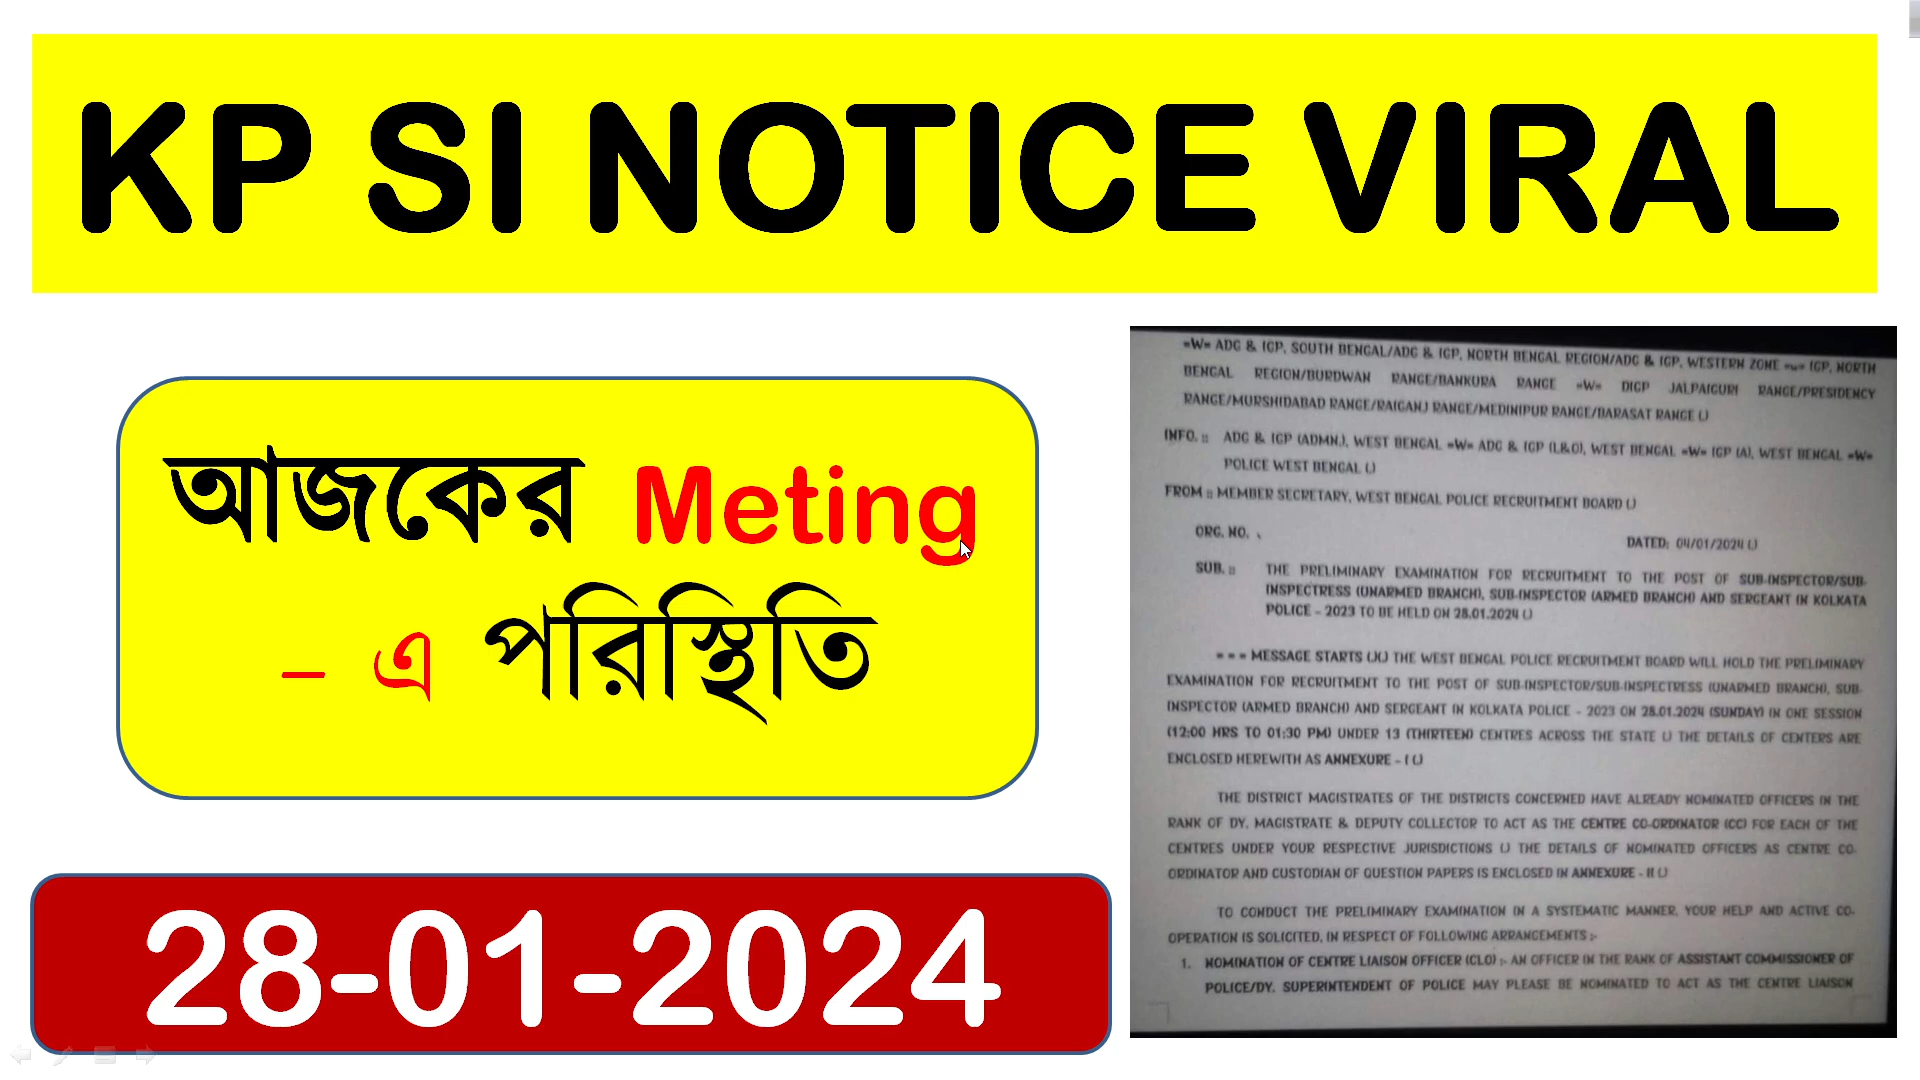 KP SI NOTICE VIRAL
আজকের Meting
– এ পরিস্থিতি
28-01-2024
=W= ADG & IGP, SOUTH BENGAL/ADG & IGP, NORTH BENGAL REGION/ADG & IGP, WESTERN ZONE =w= IGP, NORTH
BENGAL REGION/BURDWAN RANGE/BANKURA RANGE =W= DIGP JALPAIGURI RANGE/PRESIDENCY
RANGE/MURSHIDABAD RANGE/RAIGANJ RANGE/MEDINIPUR RANGE/BARASAT RANGE (.)
INFO. :: ADG & IGP (ADMN.), WEST BENGAL =W= ADG & IGP (L&O), WEST BENGAL =W= IGP (A), WEST BENGAL =W=
POLICE WEST BENGAL (.)
FROM :: MEMBER SECRETARY, WEST BENGAL POLICE RECRUITMENT BOARD (.)
ORG. NO.
DATED: 04/01/2024 (.)
SUB. :: THE PRELIMINARY EXAMINATION FOR RECRUITMENT TO THE POST OF SUB-INSPECTOR/SUB-
INSPECTRESS (UNARMED BRANCH), SUB-INSPECTOR (ARMED BRANCH) AND SERGEANT IN KOLKATA
POLICE – 2023 TO BE HELD ON 28.01.2024 (.)
= = = MESSAGE STARTS (.)(.) THE WEST BENGAL POLICE RECRUITMENT BOARD WILL HOLD THE PRELIMINARY
EXAMINATION FOR RECRUITMENT TO THE POST OF SUB-INSPECTOR/SUB-INSPECTRESS (UNARMED BRANCH), SUB-
INSPECTOR (ARMED BRANCH) AND SERGEANT IN KOLKATA POLICE – 2023 ON 28.01.2024 (SUNDAY) IN ONE SESSION
(12:00 HRS TO 01:30 PM) UNDER 13 (THIRTEEN) CENTRES ACROSS THE STATE (.) THE DETAILS OF CENTERS ARE
ENCLOSED HEREWITH AS ANNEXURE – I (.)
THE DISTRICT MAGISTRATES OF THE DISTRICTS CONCERNED HAVE ALREADY NOMINATED OFFICERS IN THE
RANK OF DY. MAGISTRATE & DEPUTY COLLECTOR TO ACT AS THE CENTRE CO-ORDINATOR (CC) FOR EACH OF THE
CENTRES UNDER YOUR RESPECTIVE JURISDICTIONS (.) THE DETAILS OF NOMINATED OFFICERS AS CENTRE CO-
ORDINATOR AND CUSTODIAN OF QUESTION PAPERS IS ENCLOSED IN ANNEXURE - II (.)
TO CONDUCT THE PRELIMINARY EXAMINATION IN A SYSTEMATIC MANNER, YOUR HELP AND ACTIVE CO-
OPERATION IS SOLICITED, IN RESPECT OF FOLLOWING ARRANGEMENTS :-
1. NOMINATION OF CENTRE LIAISON OFFICER (CLO) :- AN OFFICER IN THE RANK OF ASSISTANT COMMISSIONER OF
POLICE/DY. SUPERINTENDENT OF POLICE MAY PLEASE BE NOMINATED TO ACT AS THE CENTRE LIAISON